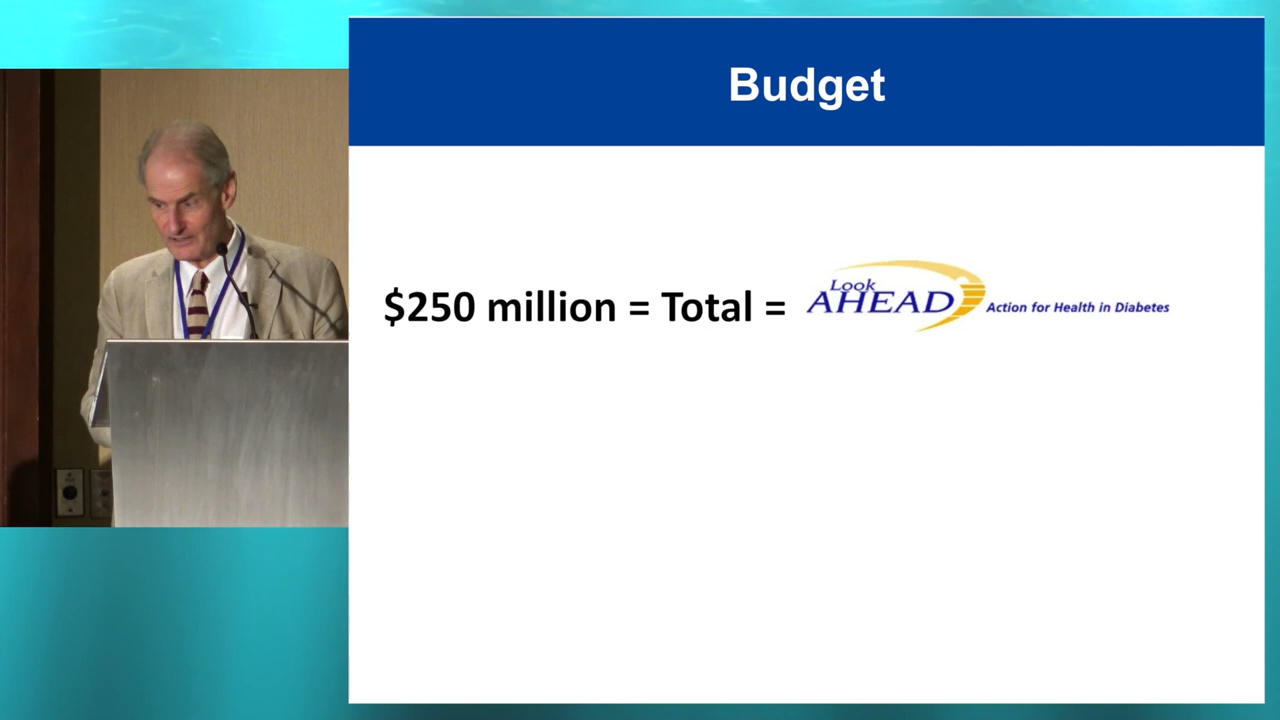 Budget
$250 million = Total = Look AHEAD Action for Health in Diabetes